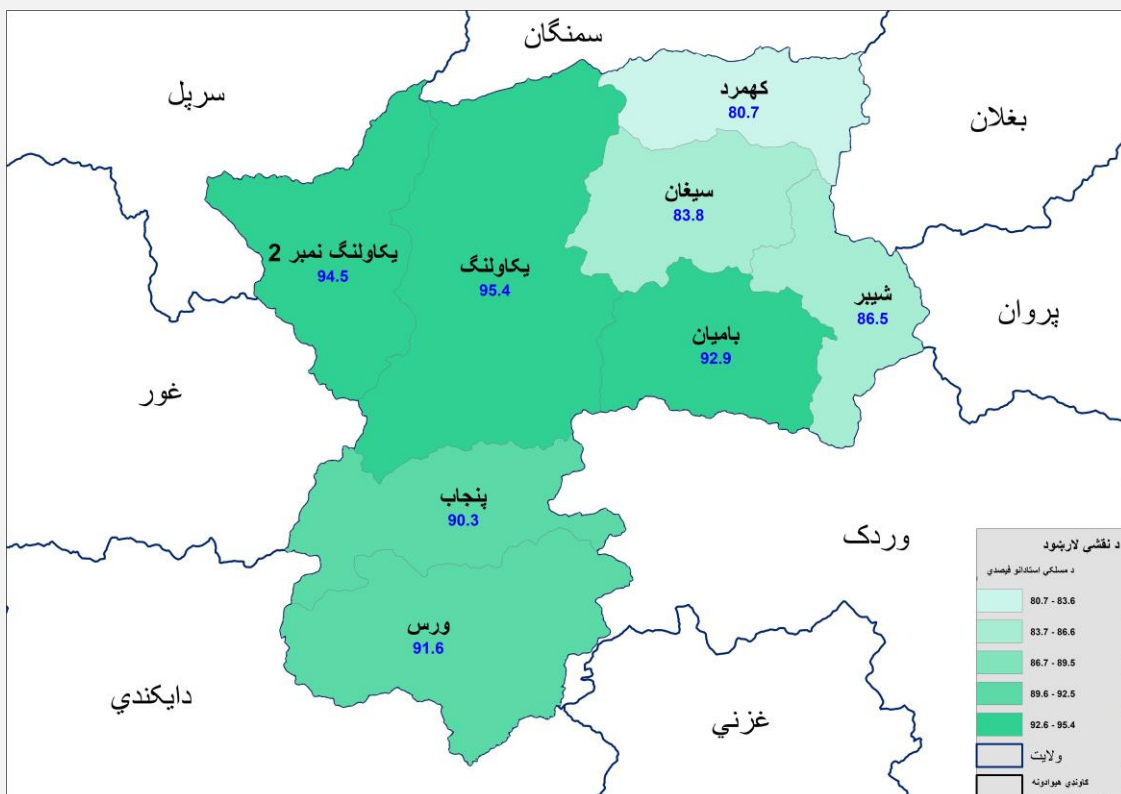 سمنگان
سرپل
کهمرد
80.7
بغلان
سیغان
83.8
یکاولنگ نمبر 2
94.5
یکاولنگ
95.4
شیبر
86.5
پروان
بامیان
92.9
غور
پنجاب
90.3
وردک
ورس
91.6
دایکندي
غزني
د نقشې لارښود
د مسلکي استادانو فیصدي
80.7 - 83.6
83.7 - 86.6
86.7 - 89.5
89.6 - 92.5
92.6 - 95.4
ولایت
ګاونډي هیوادونه